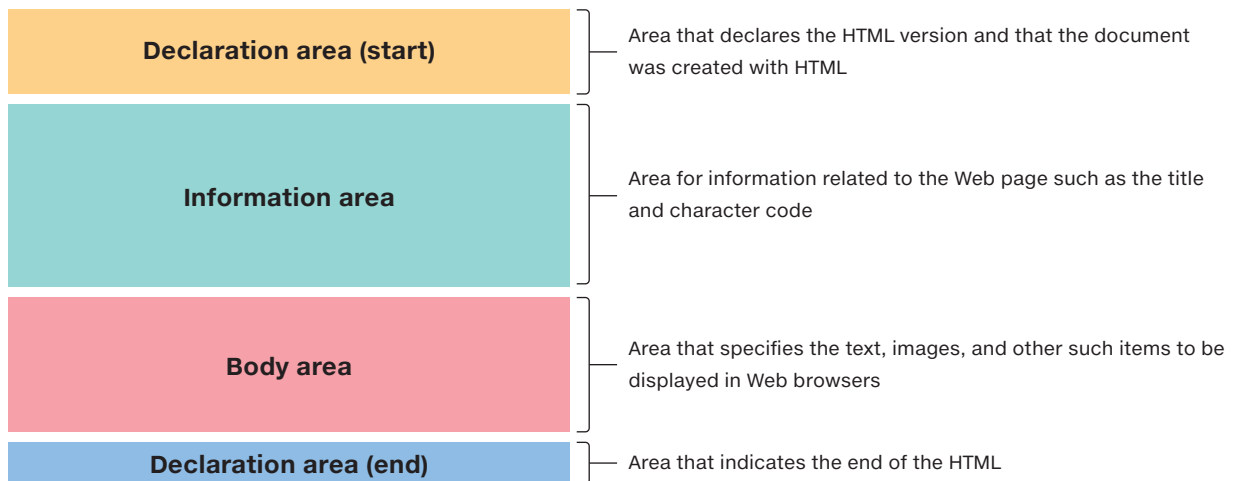 Declaration area (start)
Area that declares the HTML version and that the document
was created with HTML
Information area
Area for information related to the Web page such as the title
and character code
Body area
Area that specifies the text, images, and other such items to be
displayed in Web browsers
Declaration area (end)
Area that indicates the end of the HTML